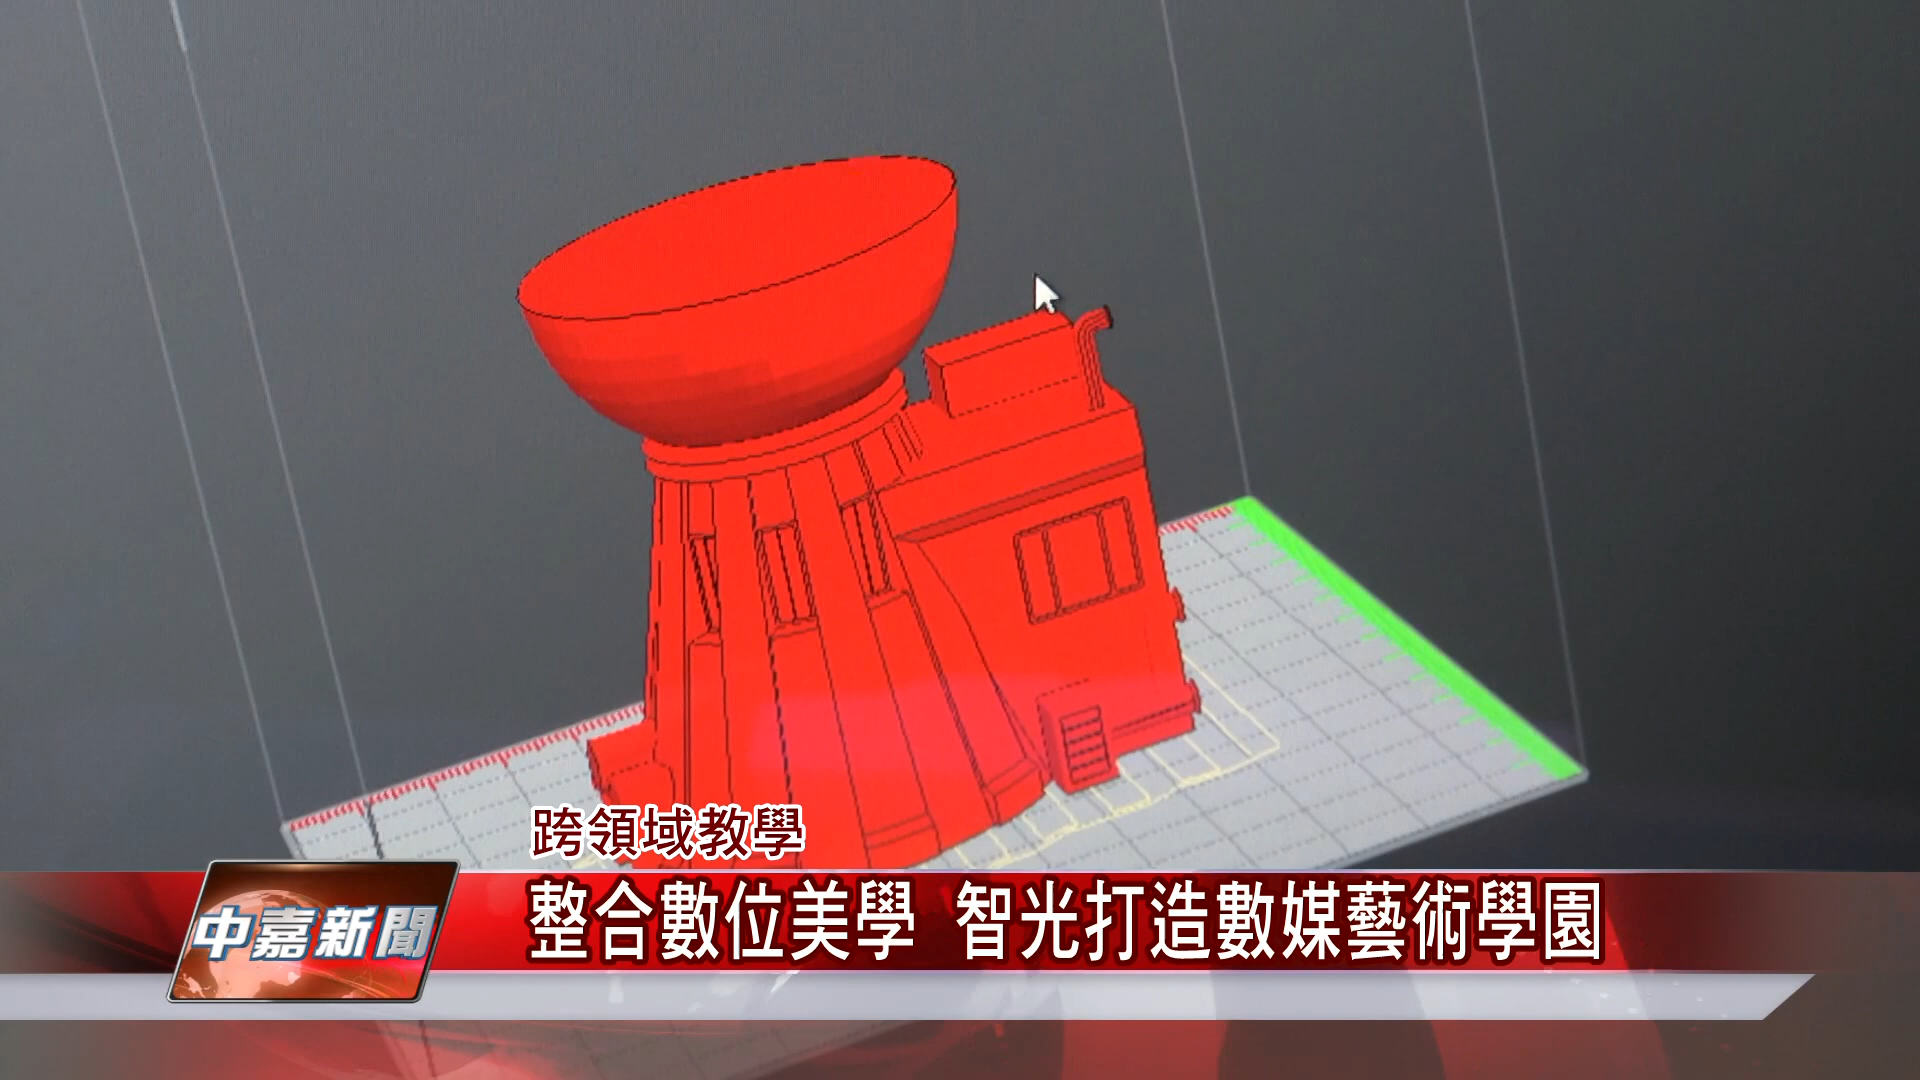 跨領域教學
整合數位美學 智光打造數媒藝術學園
中嘉新聞